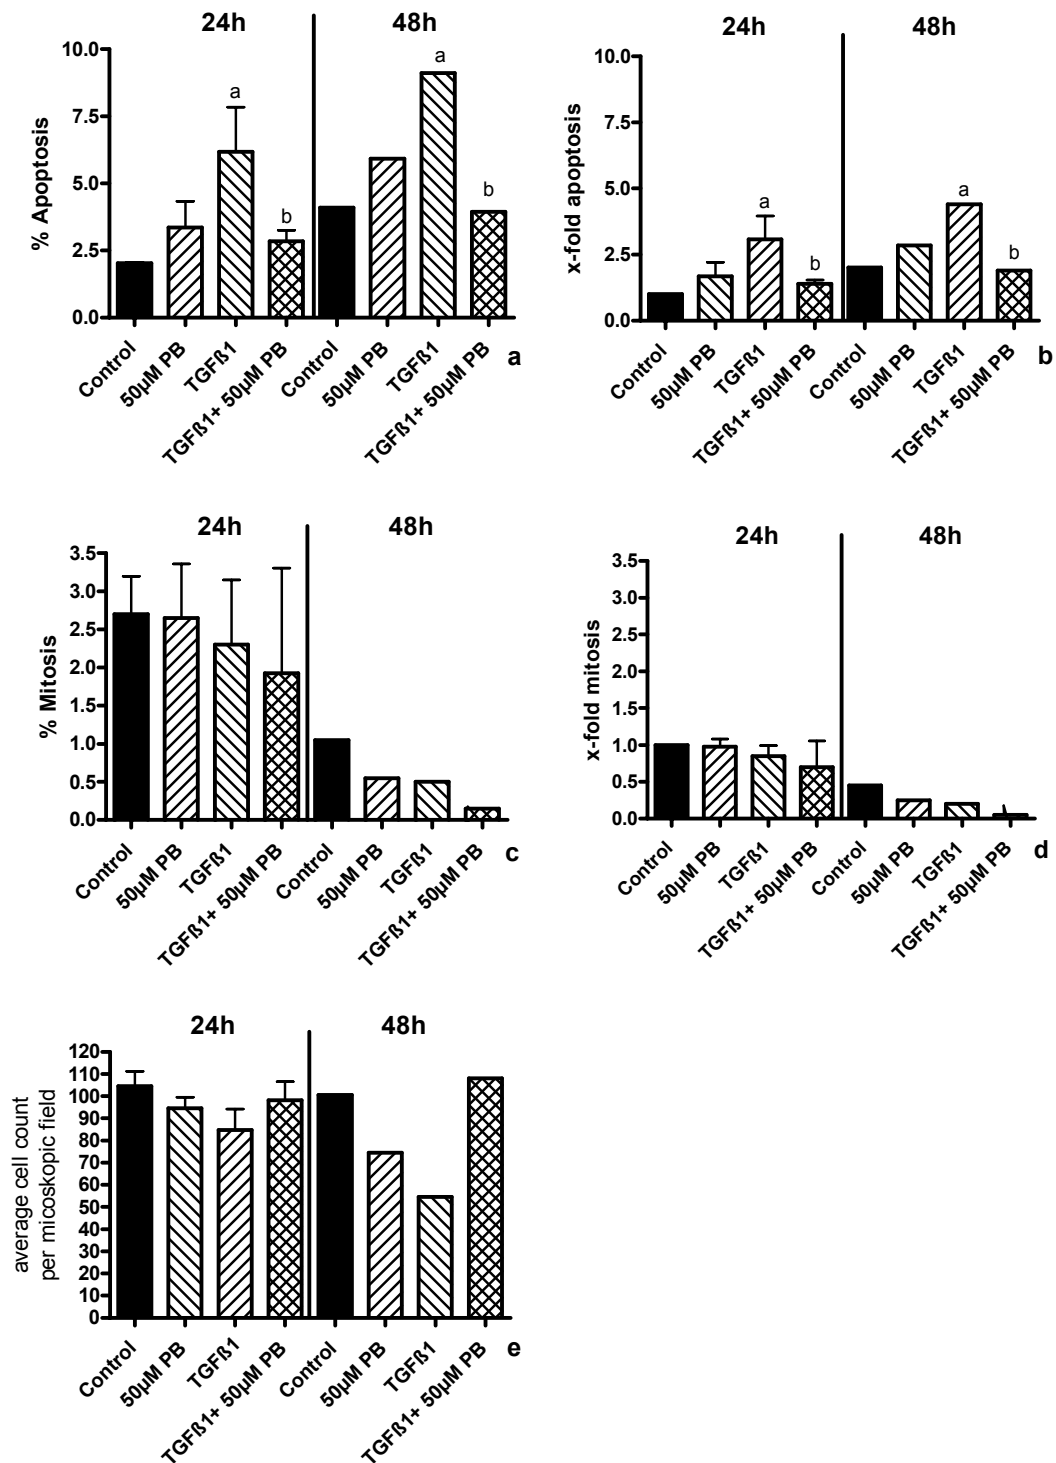 24h
48h
10.0
7.5
5.0
2.5
0.0
% Apoptosis
a
b
a
b
Control
50µM PB
TGFß1
TGFß1+ 50µM PB
Control
50µM PB
TGFß1
TGFß1+ 50µM PB
a
24h
48h
10.0
7.5
5.0
2.5
0.0
x-fold apoptosis
a
b
a
b
Control
50µM PB
TGFß1
TGFß1+ 50µM PB
Control
50µM PB
TGFß1
TGFß1+ 50µM PB
b
24h
48h
3.5
3.0
2.5
2.0
1.5
1.0
0.5
0.0
% Mitosis
Control
50µM PB
TGFß1
TGFß1+ 50µM PB
Control
50µM PB
TGFß1
TGFß1+ 50µM PB
c
24h
48h
3.5
3.0
2.5
2.0
1.5
1.0
0.5
0.0
x-fold mitosis
Control
50µM PB
TGFß1
TGFß1+ 50µM PB
Control
50µM PB
TGFß1
TGFß1+ 50µM PB
d
24h
48h
120
110
100
90
80
70
60
50
40
30
20
10
0
average cell count
per micoskopic field
Control
50µM PB
TGFß1
TGFß1+ 50µM PB
Control
50µM PB
TGFß1
TGFß1+ 50µM PB
e